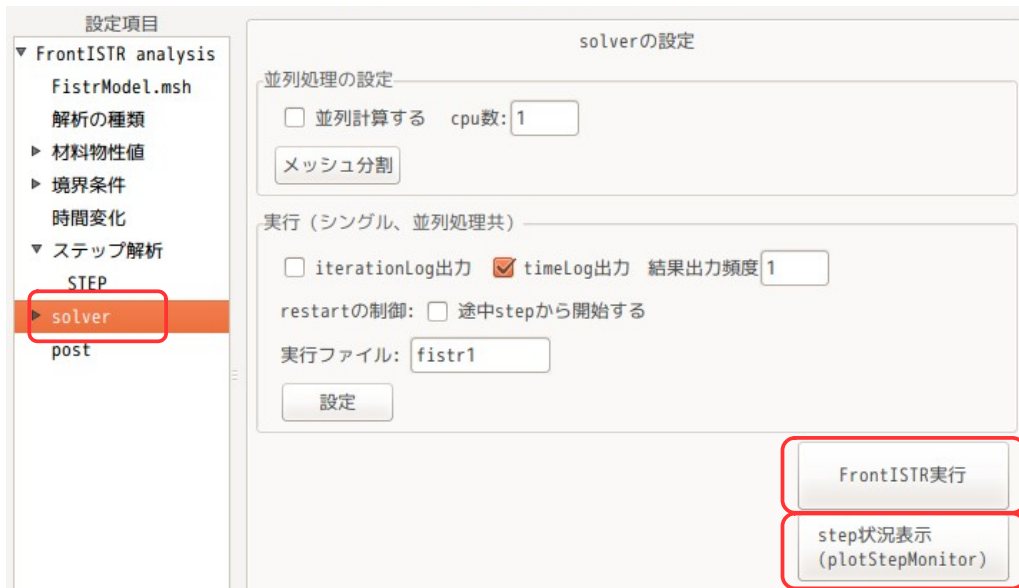 設定項目
FrontISTR analysis
FistrModel.msh
解析の種類
材料物性値
境界条件
時間変化
ステップ解析
STEP
solver
post
solverの設定
並列処理の設定
並列計算する cpu数: 1
メッシュ分割
実行（シングル、並列処理共）
iterationLog出力 timeLog出力 結果出力頻度 1
restartの制御: 途中stepから開始する
実行ファイル: fistr1
設定
FrontISTR実行
step状況表示
(plotStepMonitor)